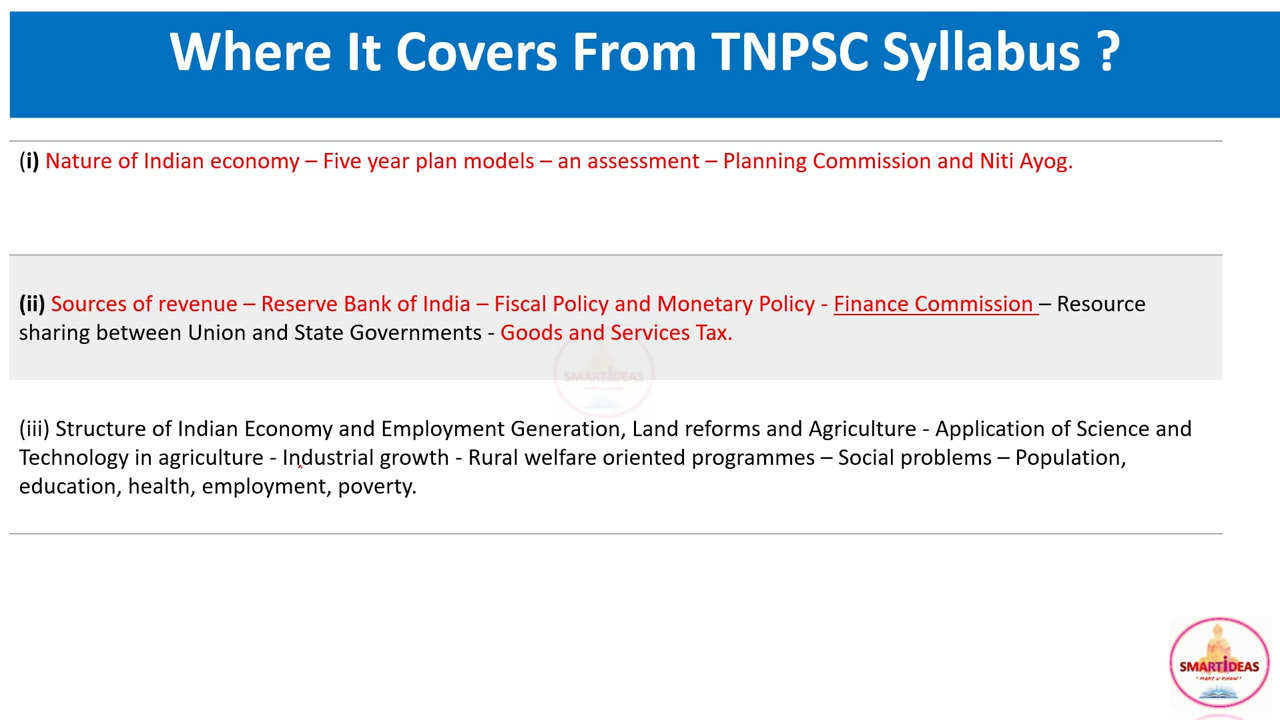 Where It Covers From TNPSC Syllabus ?
(i) Nature of Indian economy – Five year plan models – an assessment – Planning Commission and Niti Ayog.
(ii) Sources of revenue – Reserve Bank of India – Fiscal Policy and Monetary Policy - Finance Commission – Resource
sharing between Union and State Governments - Goods and Services Tax.
SMARTIDEAS
(iii) Structure of Indian Economy and Employment Generation, Land reforms and Agriculture - Application of Science and
Technology in agriculture - Industrial growth - Rural welfare oriented programmes – Social problems – Population,
education, health, employment, poverty.
SMARTiDEAS
" MAKE U KNOW "